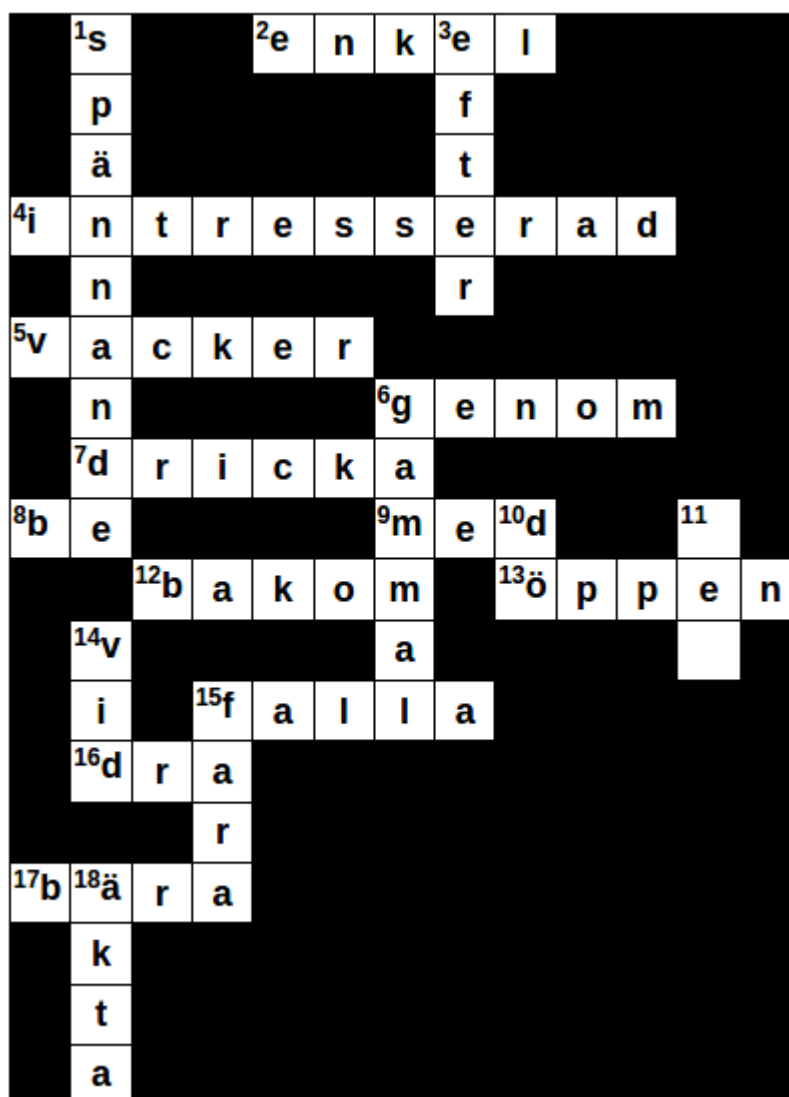 1s 2e n k 3e l
p f
ä t
4i n t r e s s e r a d
n r
5v a c k e r
n 6g e n o m
7d r i c k a
8b e 9m e 10d 11
12b a k o m 13ö p p e n
14v a
i 15f a l l a
16d r a
r
17b 18ä r a
k
t
a